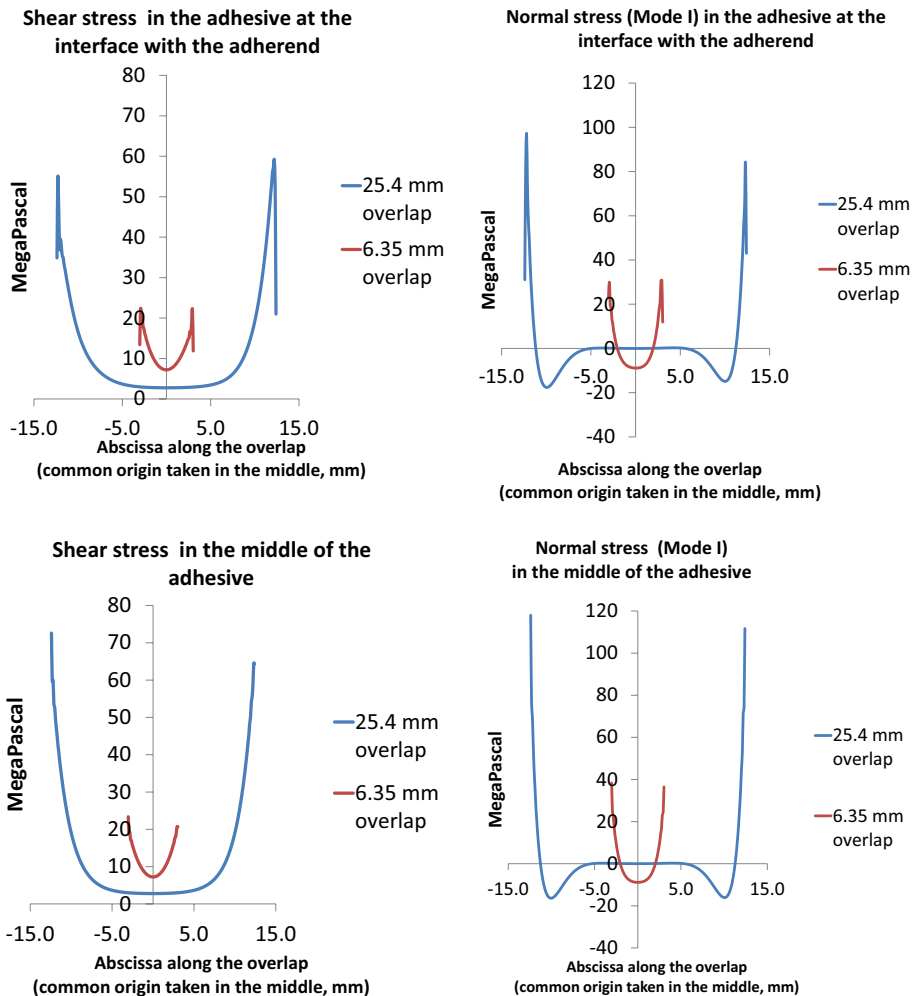 Shear stress in the adhesive at the
interface with the adherend
80
70
60
50
40
30
20
10
0
-15.0
-5.0
5.0
15.0
MegaPascal
25.4 mm
overlap
6.35 mm
overlap
Abscissa along the overlap
(common origin taken in the middle, mm)
Normal stress (Mode I) in the adhesive at the
interface with the adherend
120
100
80
60
40
20
0
-20
-40
-15.0
-5.0
5.0
15.0
MegaPascal
25.4 mm
overlap
6.35 mm
overlap
Abscissa along the overlap
(common origin taken in the middle, mm)
Shear stress in the middle of the
adhesive
80
70
60
50
40
30
20
10
0
-15.0
-5.0
5.0
15.0
MegaPascal
25.4 mm
overlap
6.35 mm
overlap
Abscissa along the overlap
(common origin taken in the middle, mm)
Normal stress (Mode I)
in the middle of the adhesive
120
100
80
60
40
20
0
-20
-40
-15.0
-5.0
5.0
15.0
MegaPascal
25.4 mm
overlap
6.35 mm
overlap
Abscissa along the overlap
(common origin taken in the middle, mm)